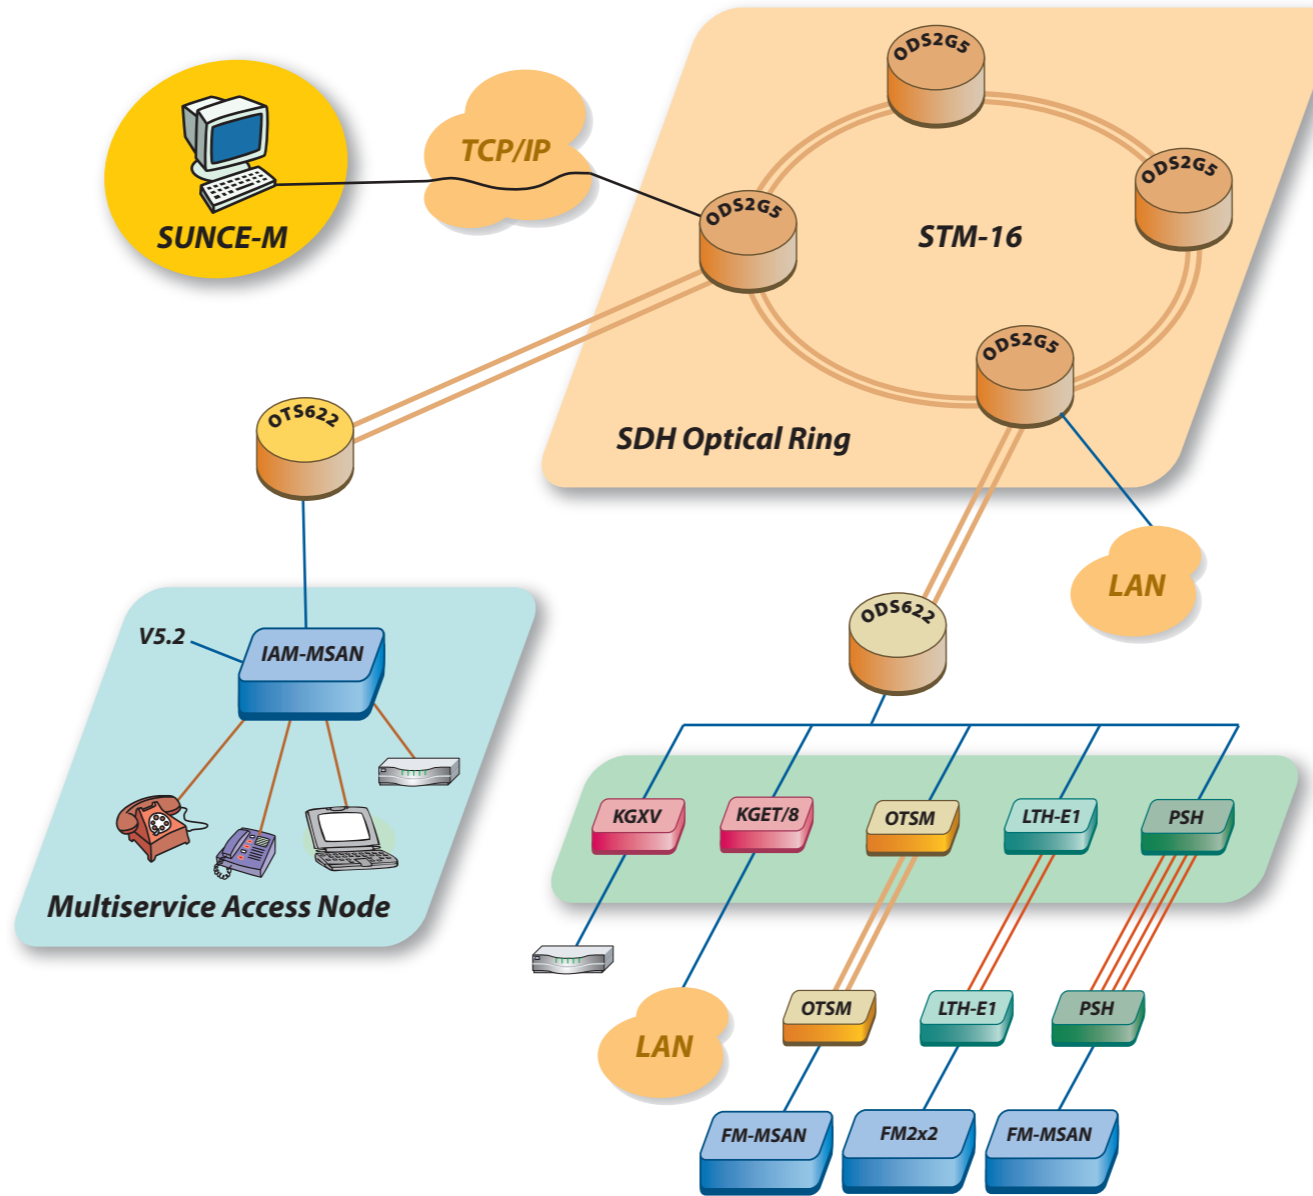 ODS2G5
TCP/IP
ODS2G5
SUNCE-M
ODS2G5
STM-16
ODS2G5
OTS622
SDH Optical Ring
LAN
ODS622
V5.2
IAM-MSAN
KGXV
KGET/8
OTSM
LTH-E1
PSH
Multiservice Access Node
OTSM
LTH-E1
PSH
LAN
FM-MSAN
FM2x2
FM-MSAN